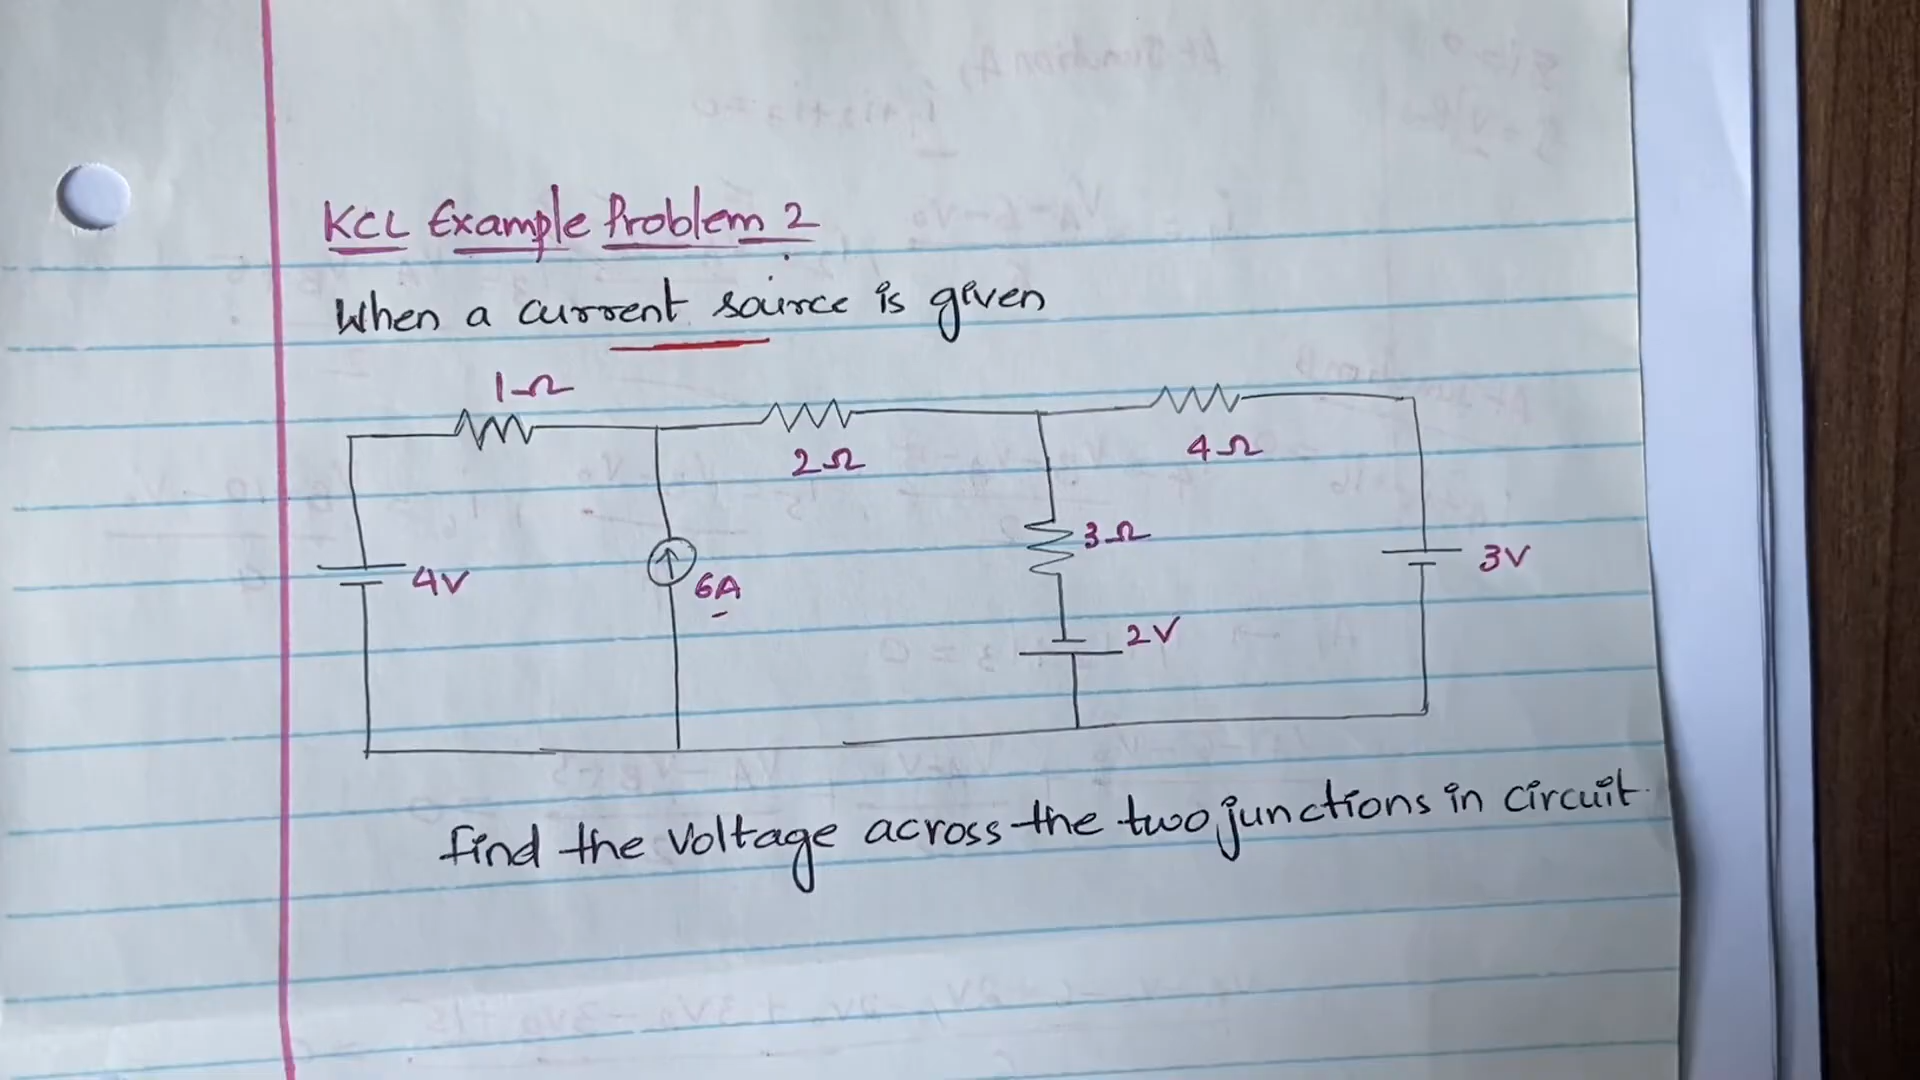 KCL Example Problem 2
When a current source is given
1Ω
2Ω
4Ω
3Ω
4V
6A
2V
3V
find the voltage across the two junctions in circuit.